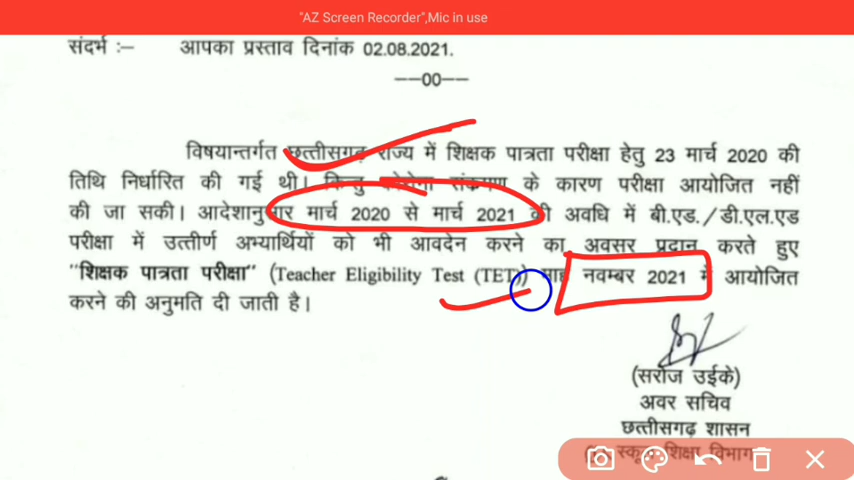 "AZ Screen Recorder",Mic in use
संदर्भ :– आपका प्रस्ताव दिनांक 02.08.2021.
––00––
विषयान्तर्गत छत्तीसगढ़ राज्य में शिक्षक पात्रता परीक्षा हेतु 23 मार्च 2020 की
तिथि निर्धारित की गई थी। किन्तु कोरोना संक्रमण के कारण परीक्षा आयोजित नहीं
की जा सकी। आदेशानुसार मार्च 2020 से मार्च 2021 की अवधि में बी.एड./डी.एल.एड
परीक्षा में उत्तीर्ण अभ्यार्थियों को भी आवदेन करने का अवसर प्रदान करते हुए
"शिक्षक पात्रता परीक्षा" (Teacher Eligibility Test (TET)) माह नवम्बर 2021 में आयोजित
करने की अनुमति दी जाती है।
(सरोज उईके)
अवर सचिव
छत्तीसगढ़ शासन
स्कूल शिक्षा विभाग